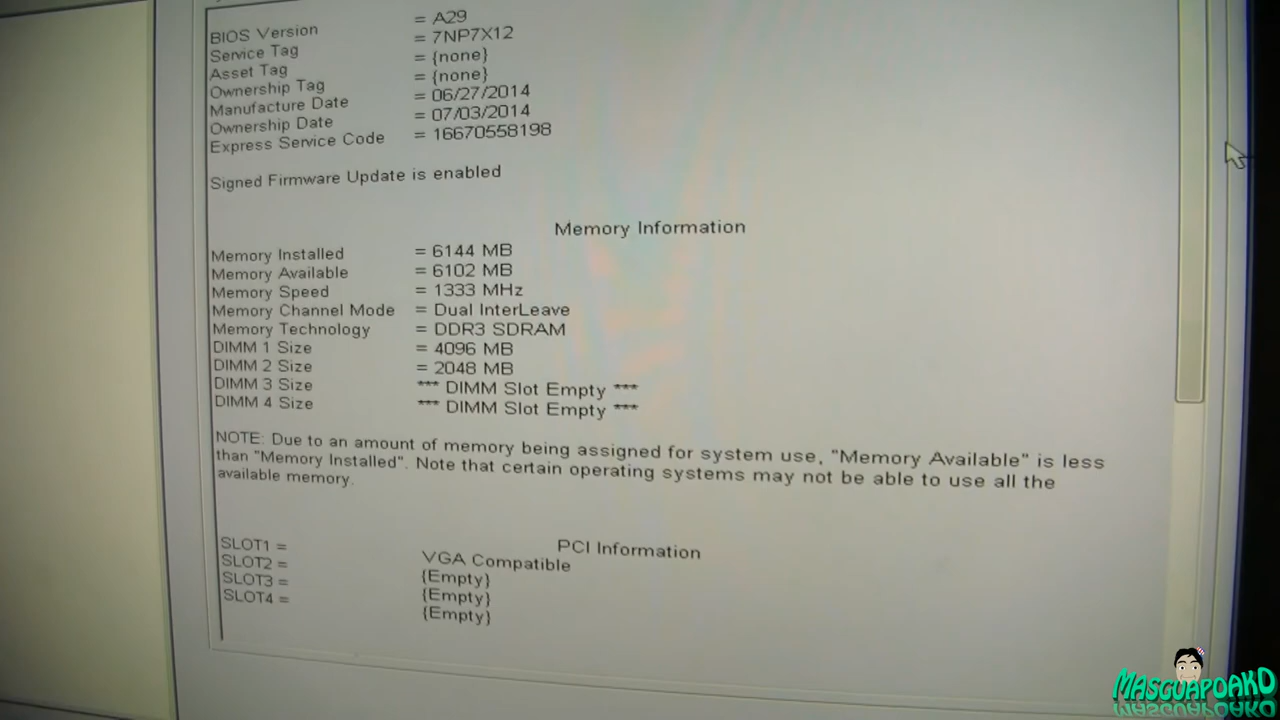 BIOS Version = A29
Service Tag = 7NP7X12
Asset Tag = {none}
Ownership Tag = {none}
Manufacture Date = 06/27/2014
Ownership Date = 07/03/2014
Express Service Code = 16670558198
Signed Firmware Update is enabled
Memory Information
Memory Installed = 6144 MB
Memory Available = 6102 MB
Memory Speed = 1333 MHz
Memory Channel Mode = Dual InterLeave
Memory Technology = DDR3 SDRAM
DIMM 1 Size = 4096 MB
DIMM 2 Size = 2048 MB
DIMM 3 Size *** DIMM Slot Empty ***
DIMM 4 Size *** DIMM Slot Empty ***
NOTE: Due to an amount of memory being assigned for system use, "Memory Available" is less
than "Memory Installed". Note that certain operating systems may not be able to use all the
available memory.
PCI Information
SLOT1 = VGA Compatible
SLOT2 = {Empty}
SLOT3 = {Empty}
SLOT4 = {Empty}
MASGUAPOAKO